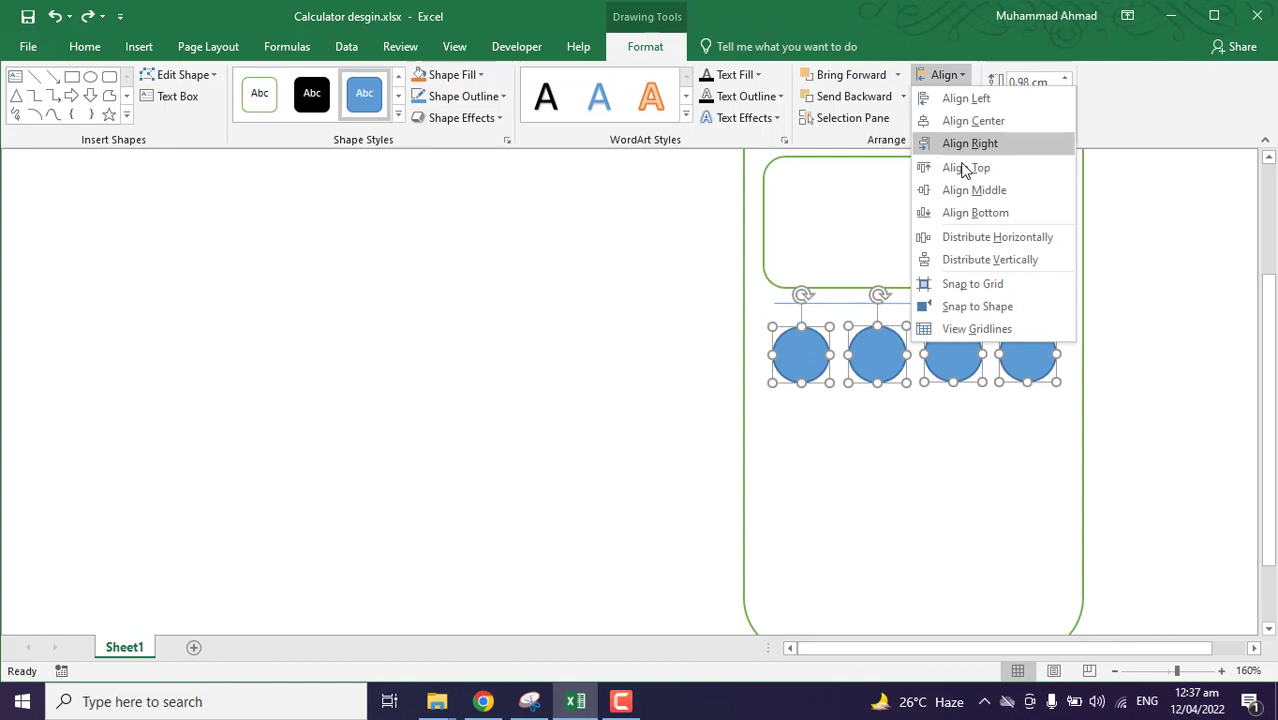 Calculator desgin.xlsx - Excel
Drawing Tools
Muhammad Ahmad
File
Home
Insert
Page Layout
Formulas
Data
Review
View
Developer
Help
Format
Tell me what you want to do
Share
Edit Shape
Text Box
Insert Shapes
Abc
Abc
Abc
Shape Fill
Shape Outline
Shape Effects
Shape Styles
A
A
A
Text Fill
Text Outline
Text Effects
WordArt Styles
Bring Forward
Send Backward
Selection Pane
Arrange
Align
0.98 cm
Align Left
Align Center
Align Right
Align Top
Align Middle
Align Bottom
Distribute Horizontally
Distribute Vertically
Snap to Grid
Snap to Shape
View Gridlines
Sheet1
Ready
160%
Type here to search
26°C Haze
ENG
12:37 am
12/04/2022
1